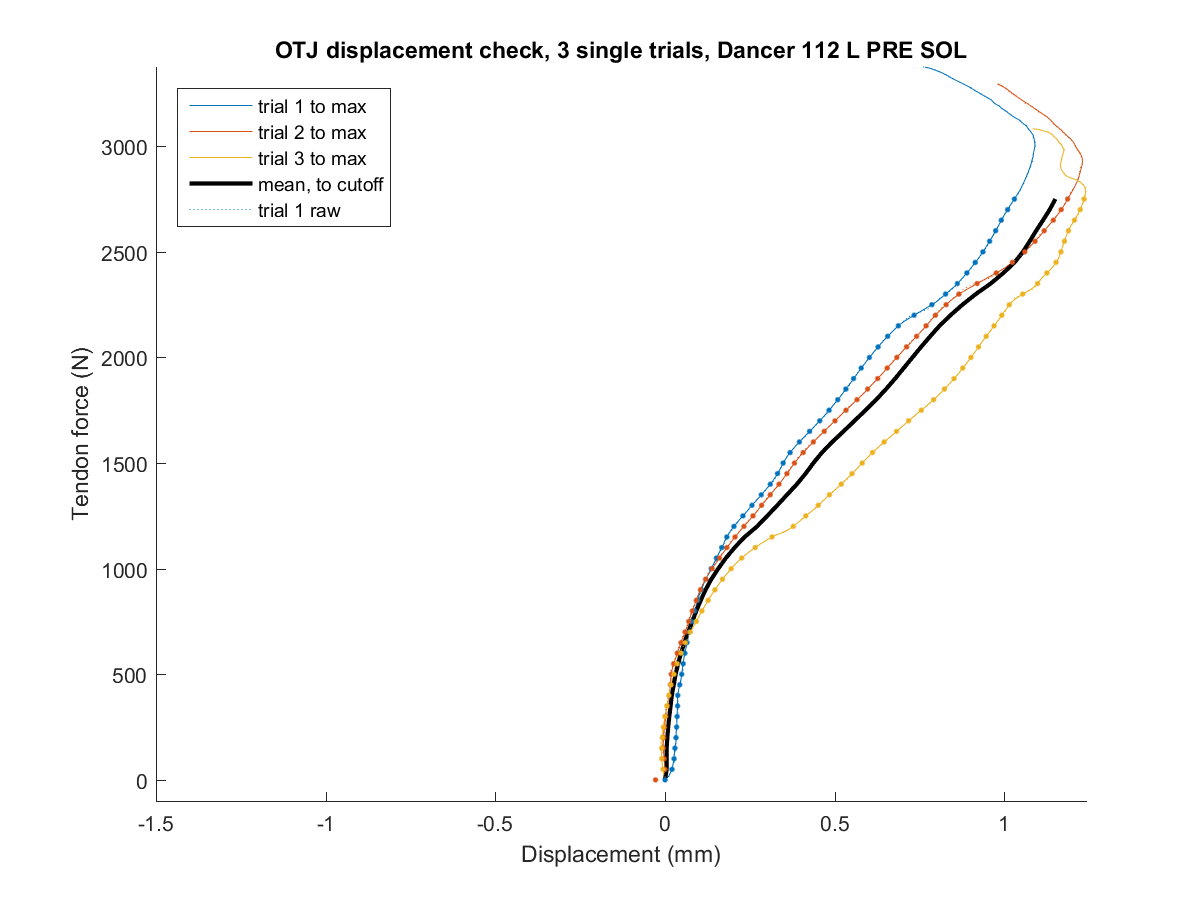 OTJ displacement check, 3 single trials, Dancer 112 L PRE SOL
trial 1 to max
trial 2 to max
trial 3 to max
mean, to cutoff
trial 1 raw
3000
2500
2000
1500
1000
500
0
Tendon force (N)
-1.5
-1
-0.5
0
0.5
1
Displacement (mm)